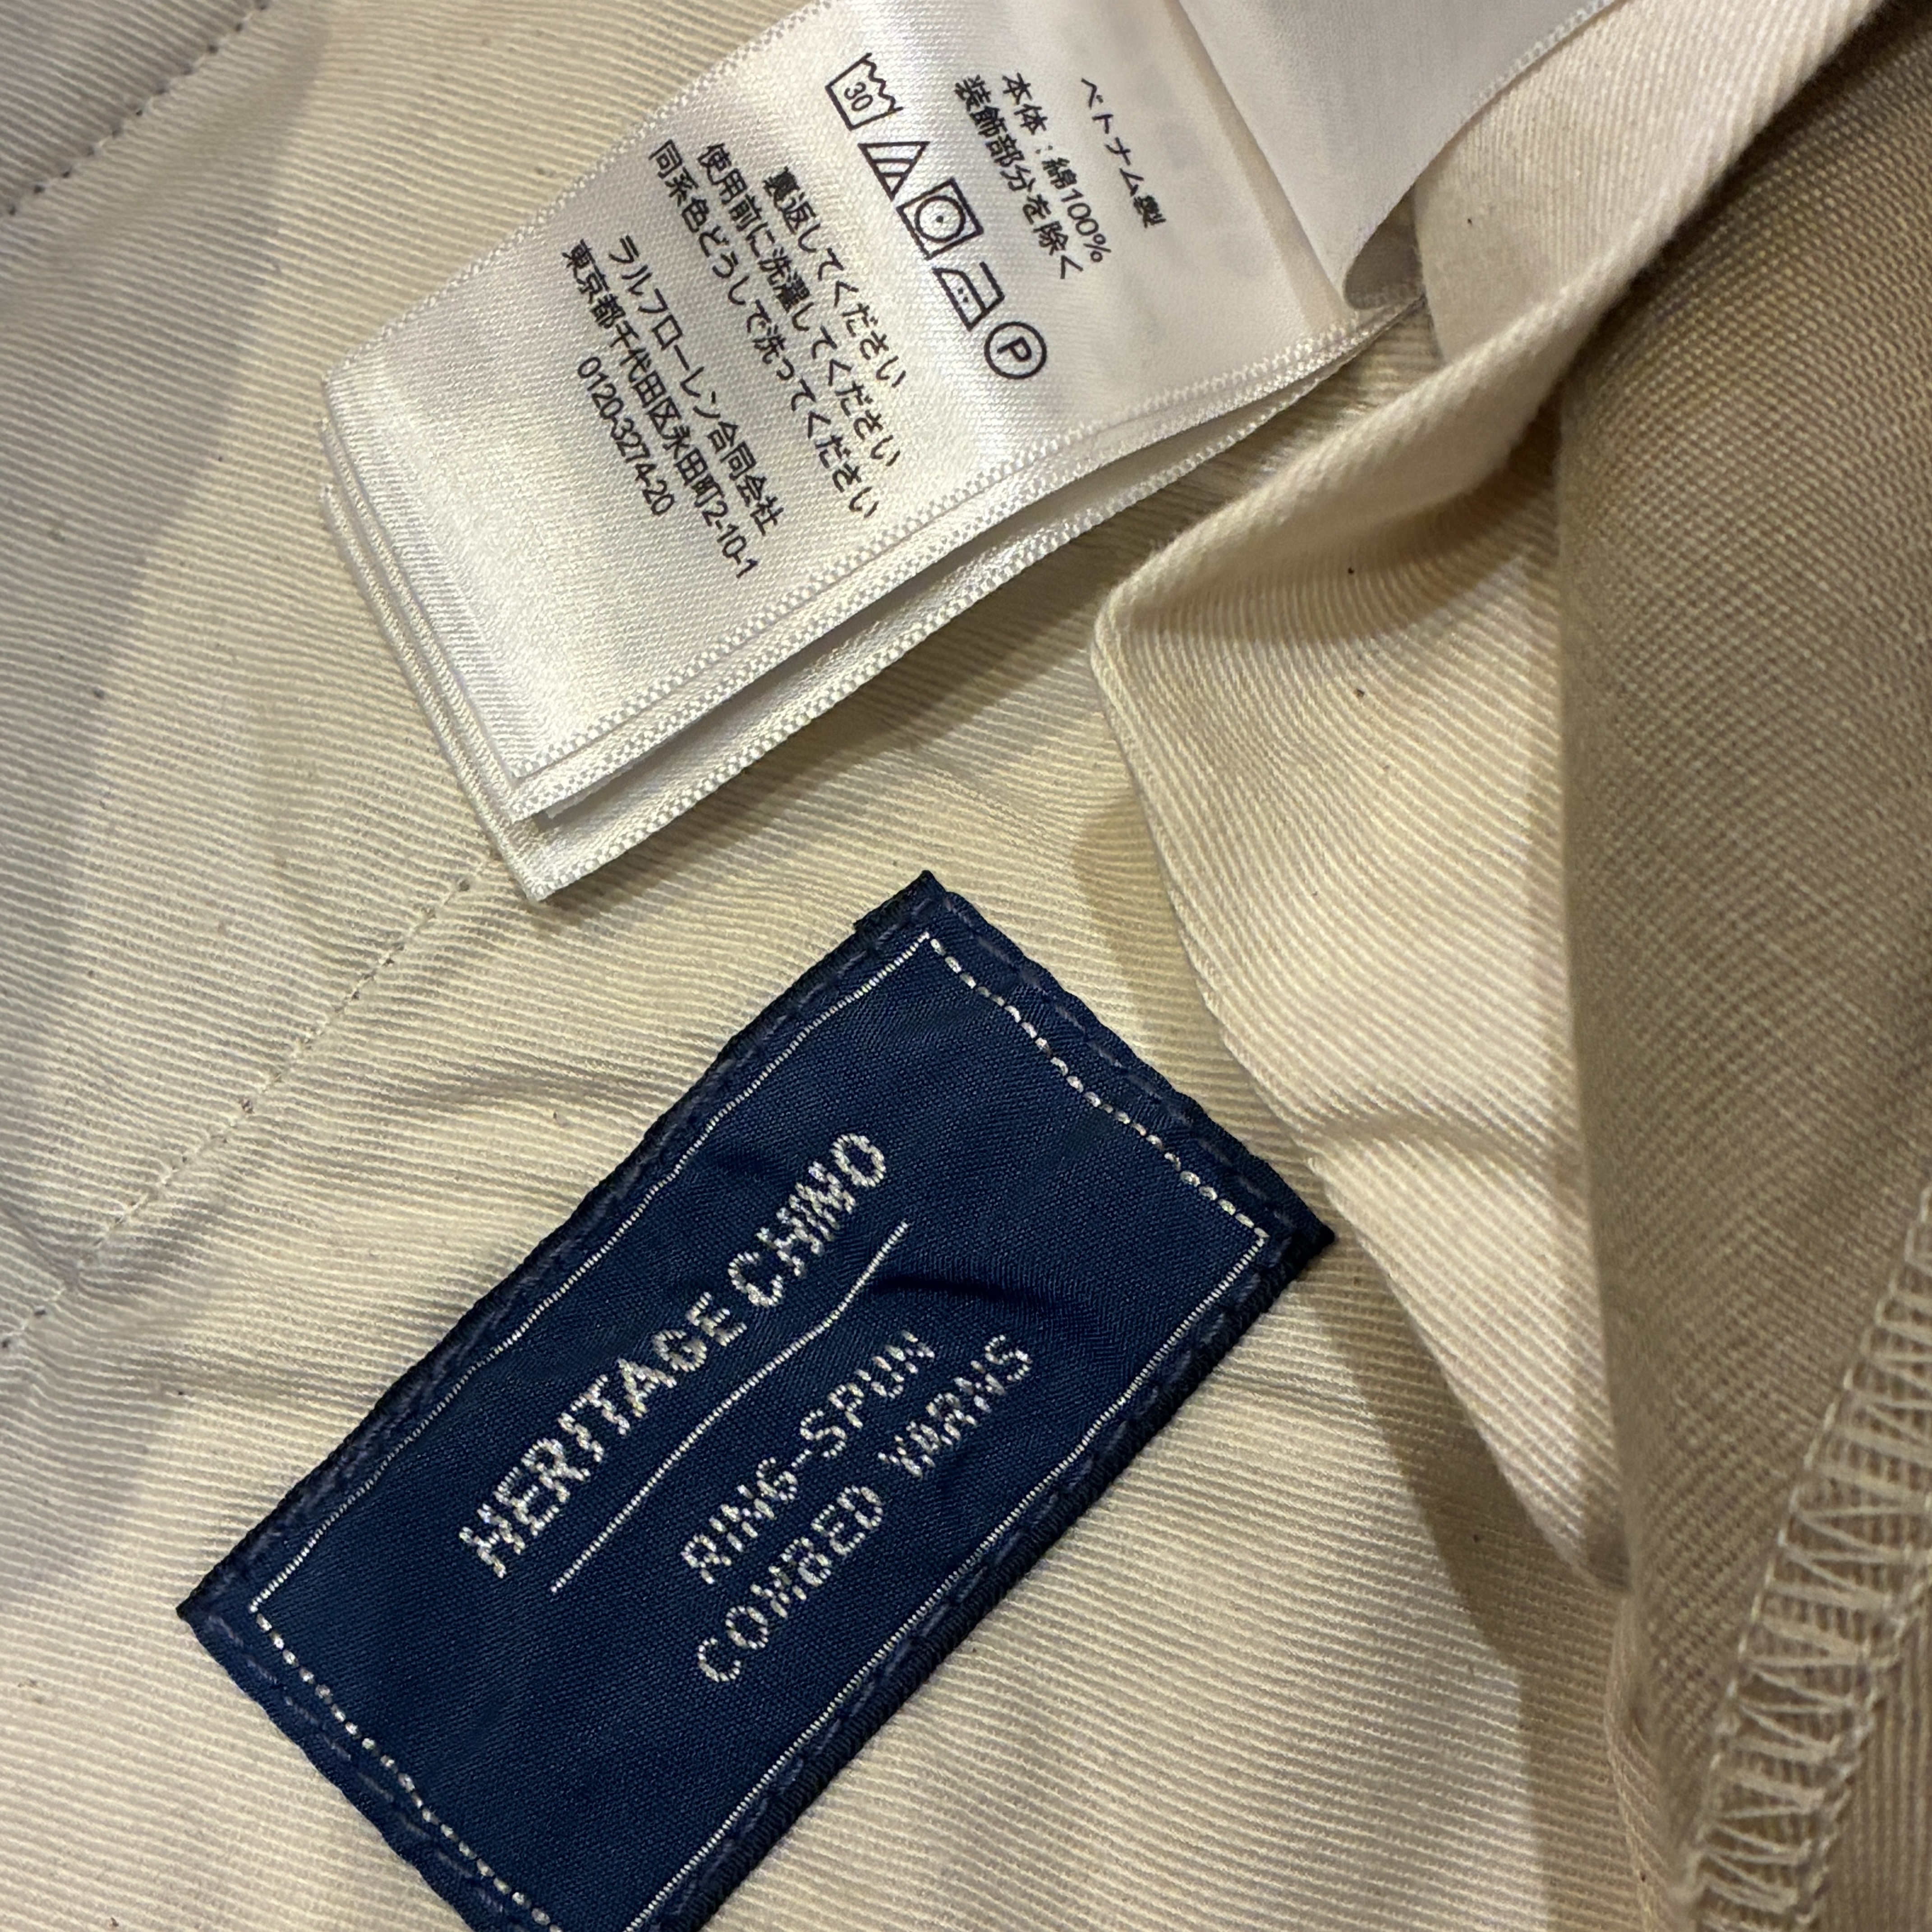 ベトナム製
本体：綿100%
装飾部分を除く
30
P
裏返してください
使用前に洗濯してください
同系色どうしで洗ってください
ラルフローレン合同会社
東京都千代田区永田町2-10-1
0120-3274-20
HERITAGE CHINO
RING-SPUN
COMBED YARNS